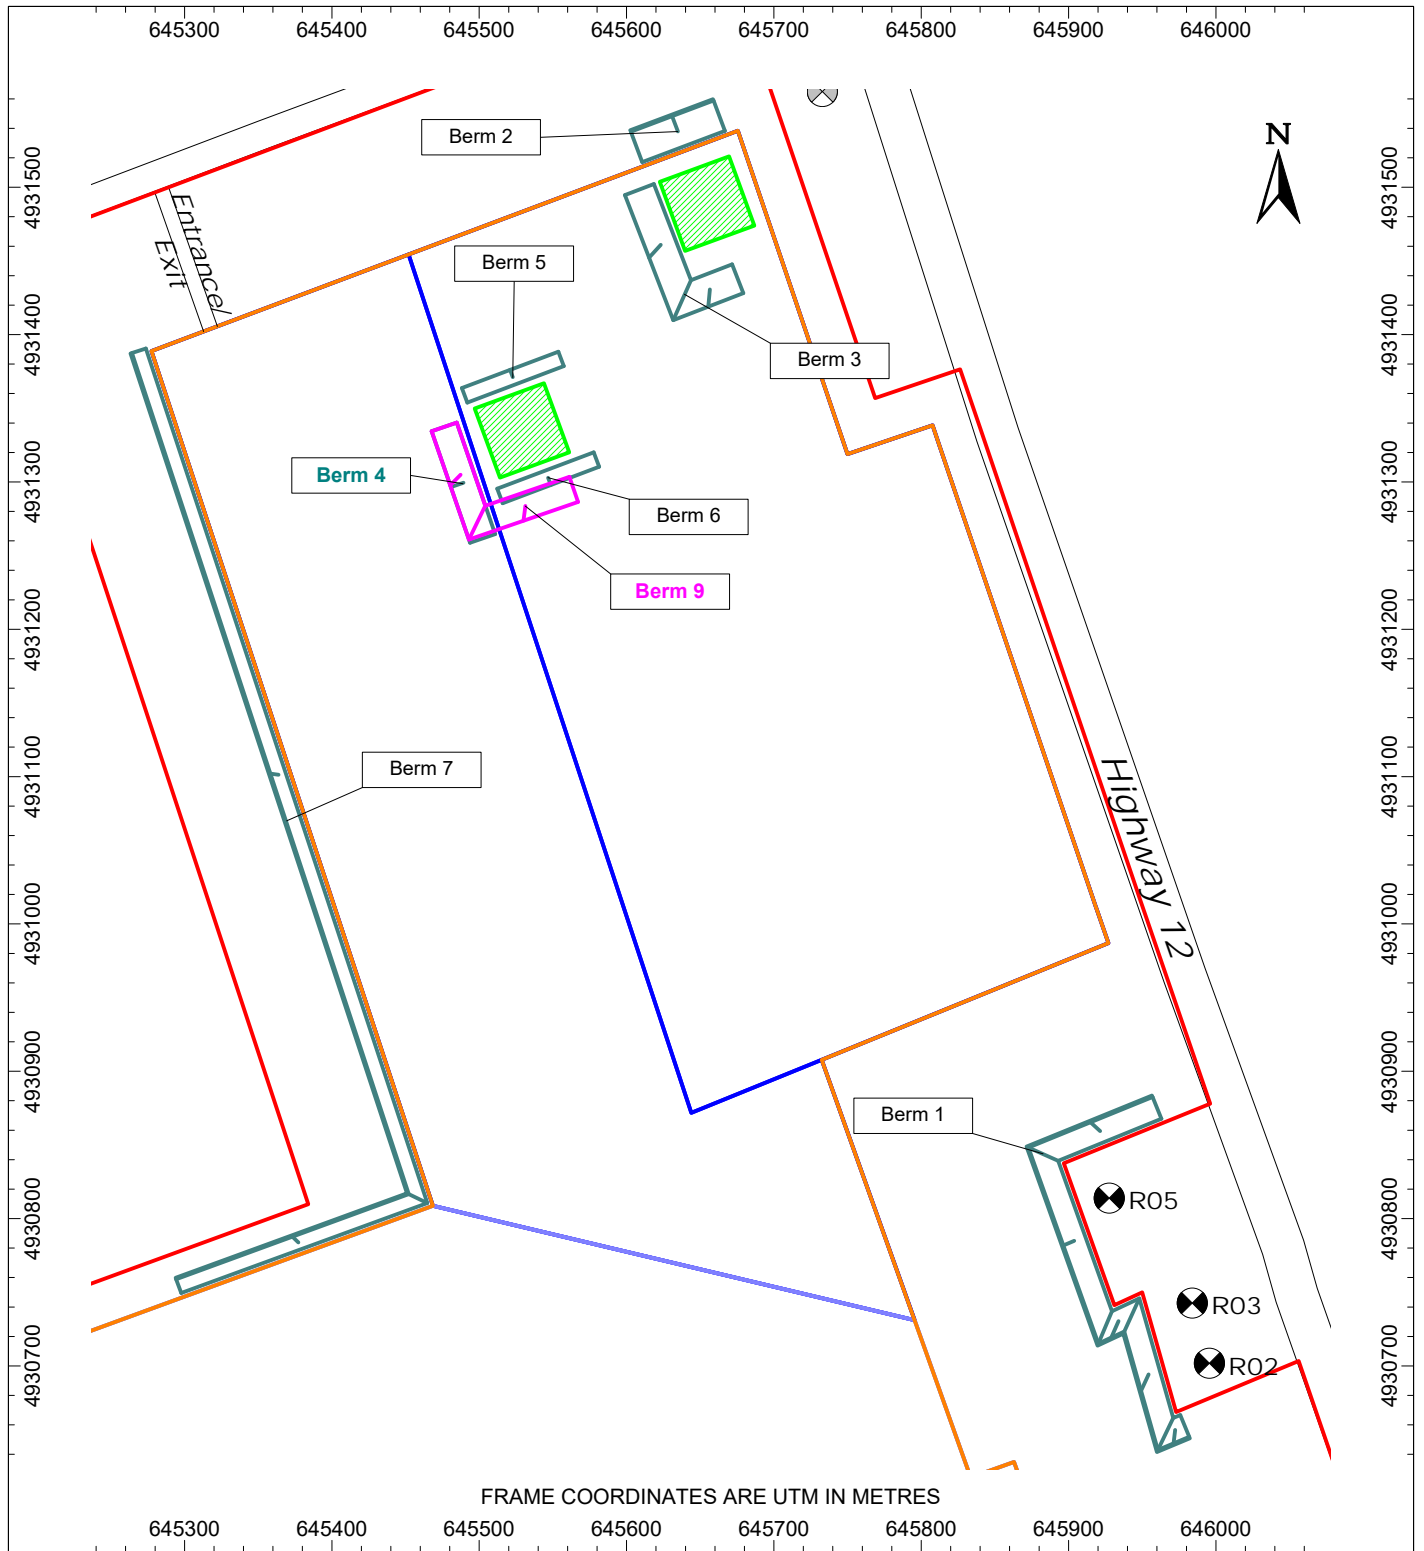 645300 645400 645500 645600 645700 645800 645900 646000
N
Berm 2
4931500
4931500
Entrance/
Exit
Berm 5
4931400
4931400
Berm 3
Berm 4
4931300
4931300
Berm 6
Berm 9
4931200
4931200
Berm 7
4931100
4931100
Highway 12
4931000
4931000
4930900
4930900
Berm 1
R05
4930800
4930800
R03
R02
4930700
4930700
FRAME COORDINATES ARE UTM IN METRES
645300 645400 645500 645600 645700 645800 645900 646000